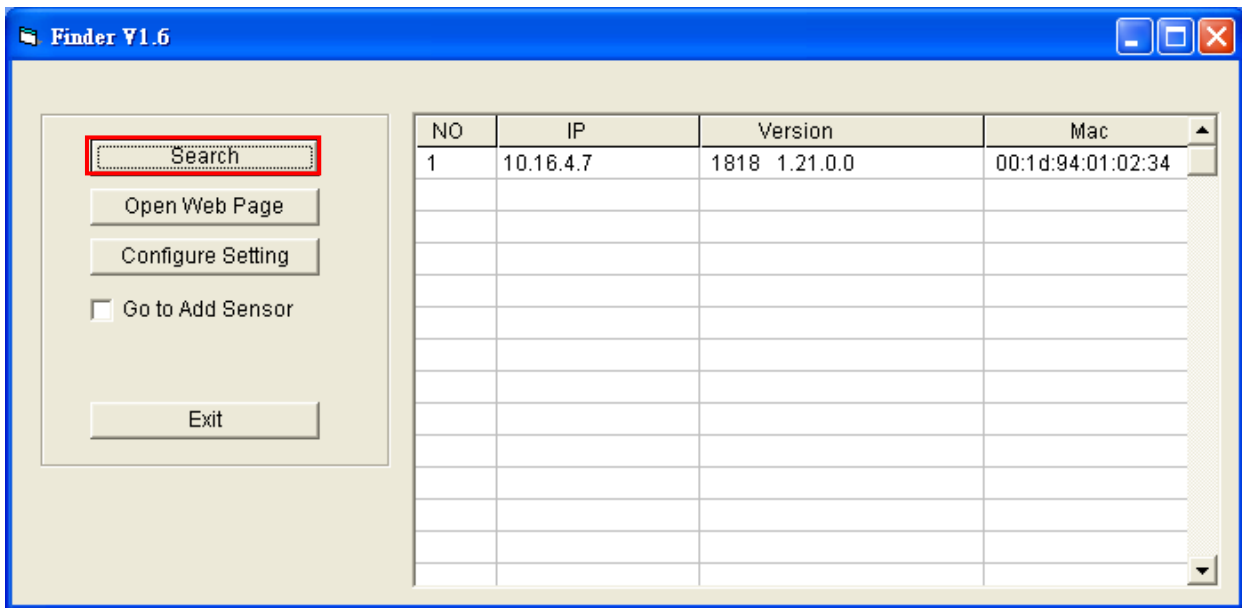 Finder V1.6
Search
Open Web Page
Configure Setting
Go to Add Sensor
Exit
NO IP Version Mac
1 10.16.4.7 1818 1.21.0.0 00:1d:94:01:02:34